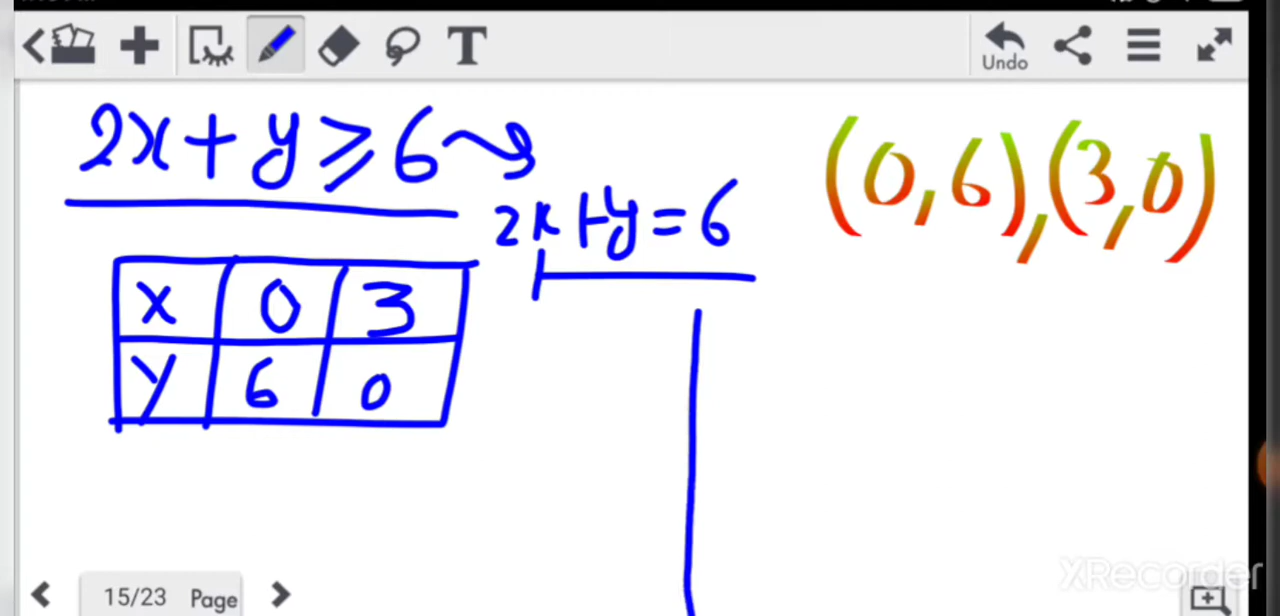 T
Undo
2x+y≥6
2x+y=6
(0,6),(3,0)
x 0 3
y 6 0
15/23 Page
XRecorder